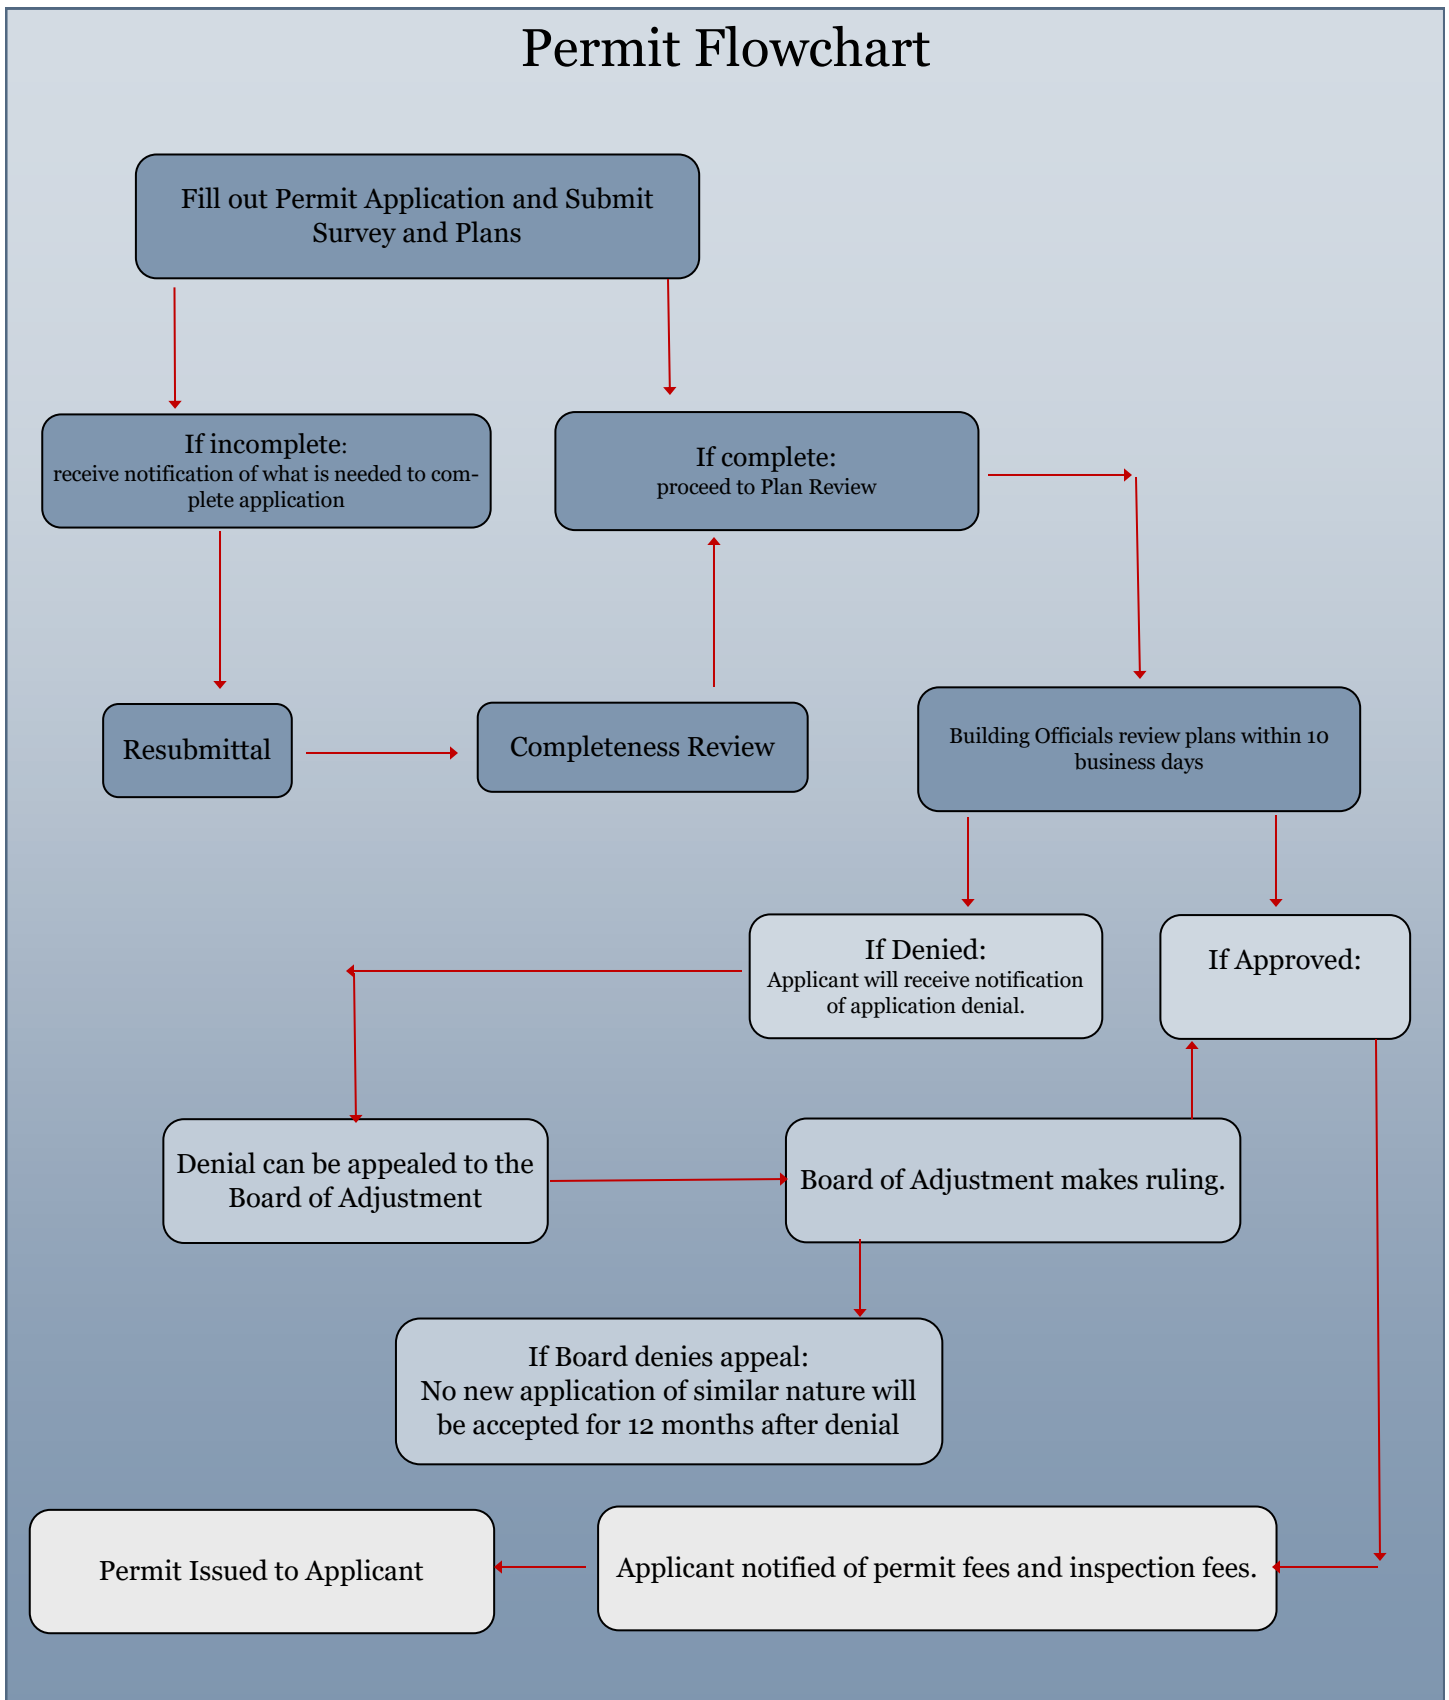 Permit Flowchart
Fill out Permit Application and Submit
Survey and Plans
If incomplete:
receive notification of what is needed to com-
plete application
If complete:
proceed to Plan Review
Resubmittal
Completeness Review
Building Officials review plans within 10
business days
If Denied:
Applicant will receive notification
of application denial.
If Approved:
Denial can be appealed to the
Board of Adjustment
Board of Adjustment makes ruling.
If Board denies appeal:
No new application of similar nature will
be accepted for 12 months after denial
Permit Issued to Applicant
Applicant notified of permit fees and inspection fees.